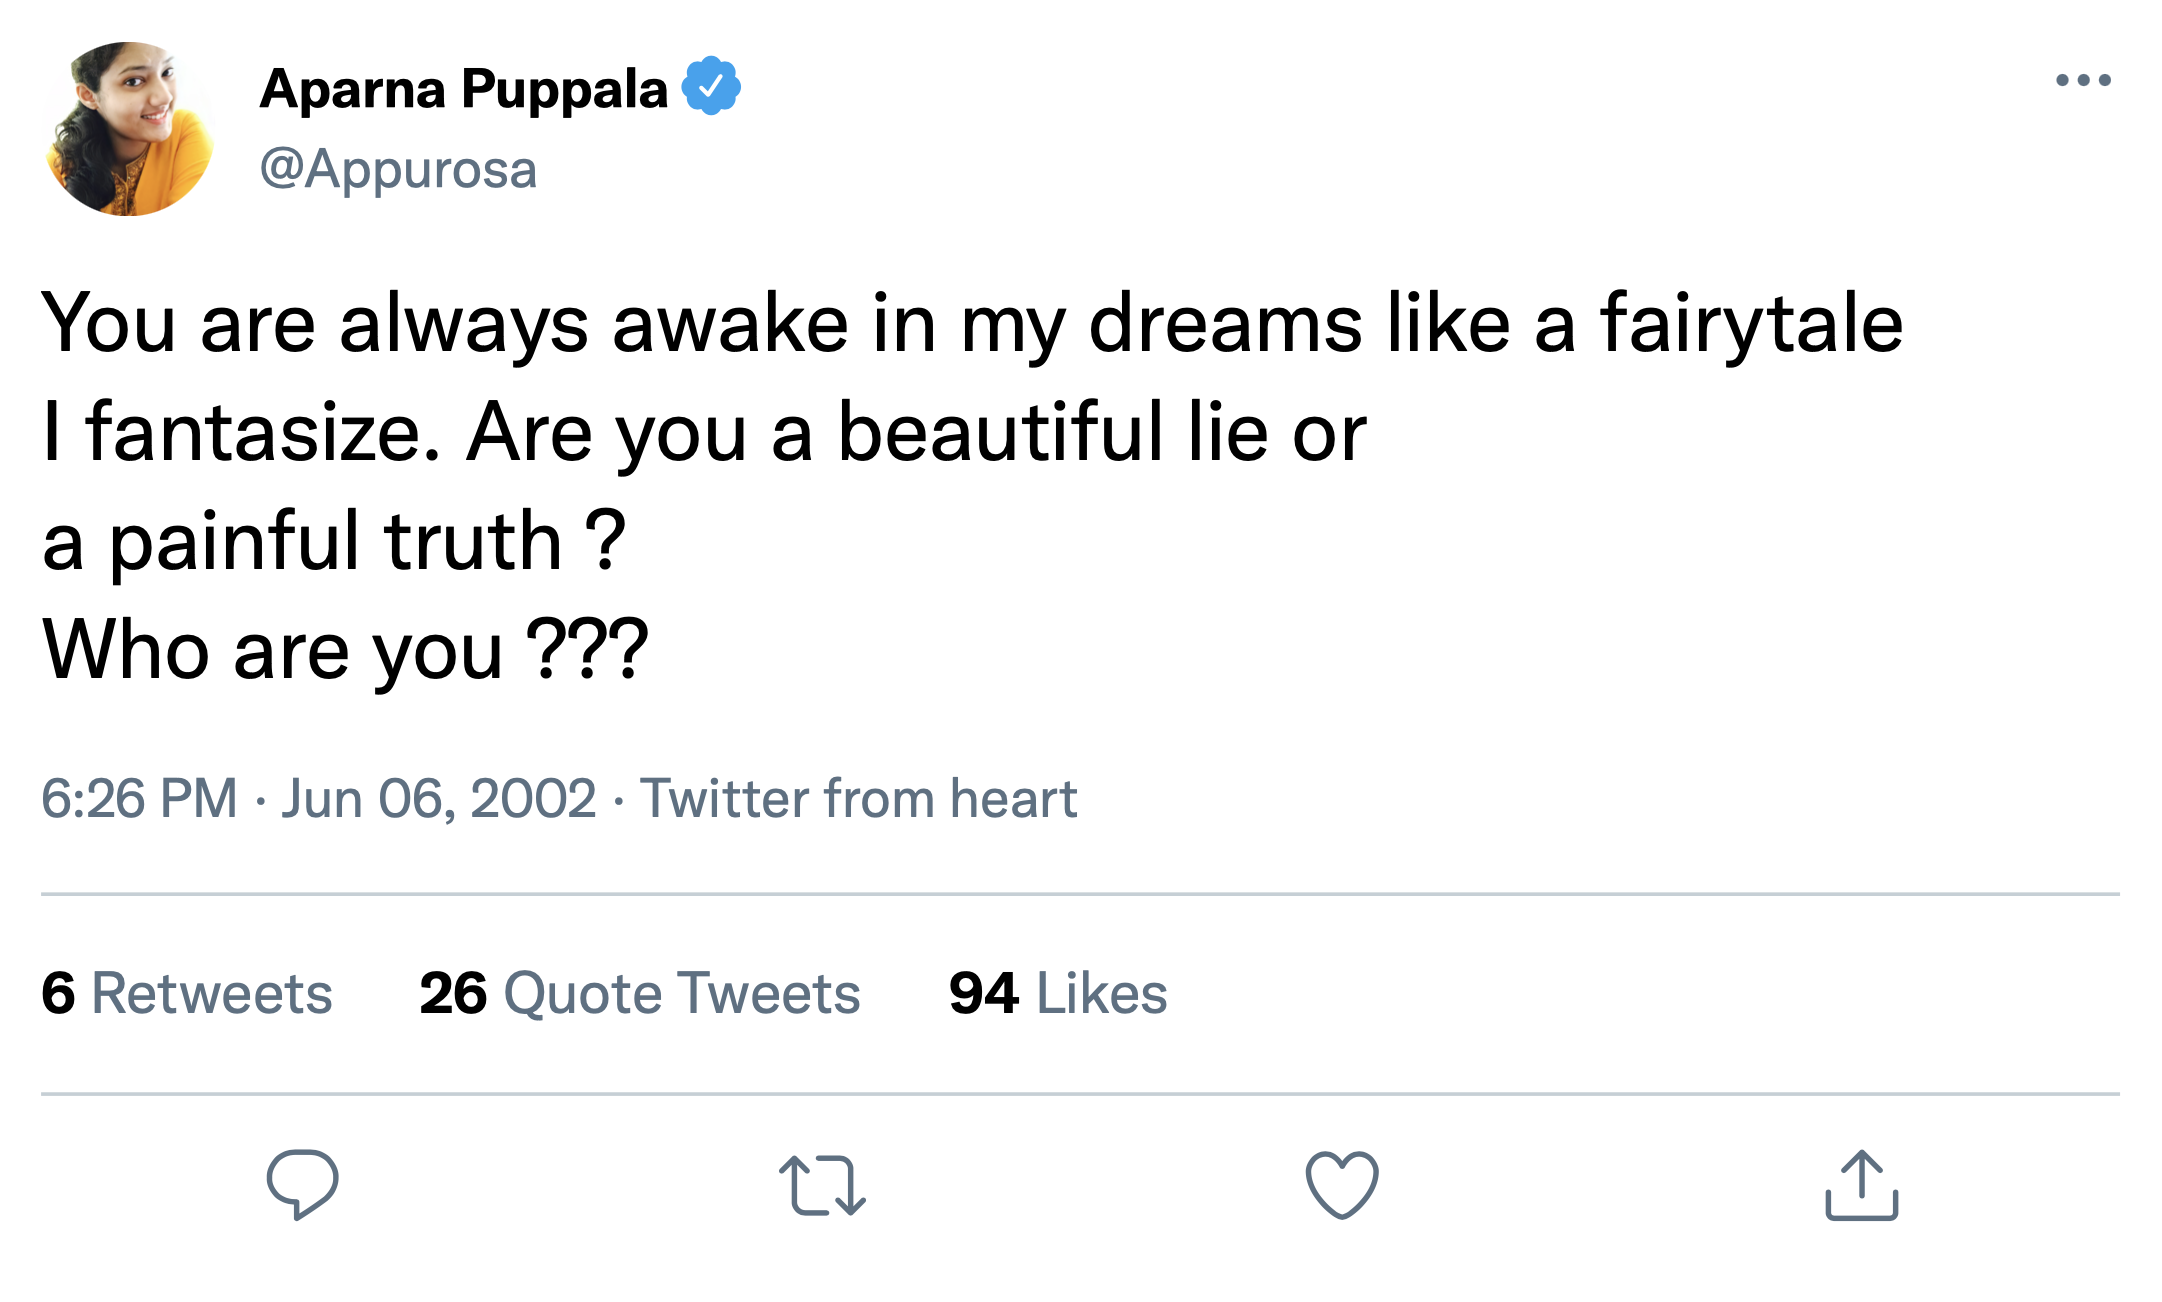 Aparna Puppala
@Appurosa
You are always awake in my dreams like a fairytale
I fantasize. Are you a beautiful lie or
a painful truth ?
Who are you ???
6:26 PM · Jun 06, 2002 · Twitter from heart
6 Retweets 26 Quote Tweets 94 Likes